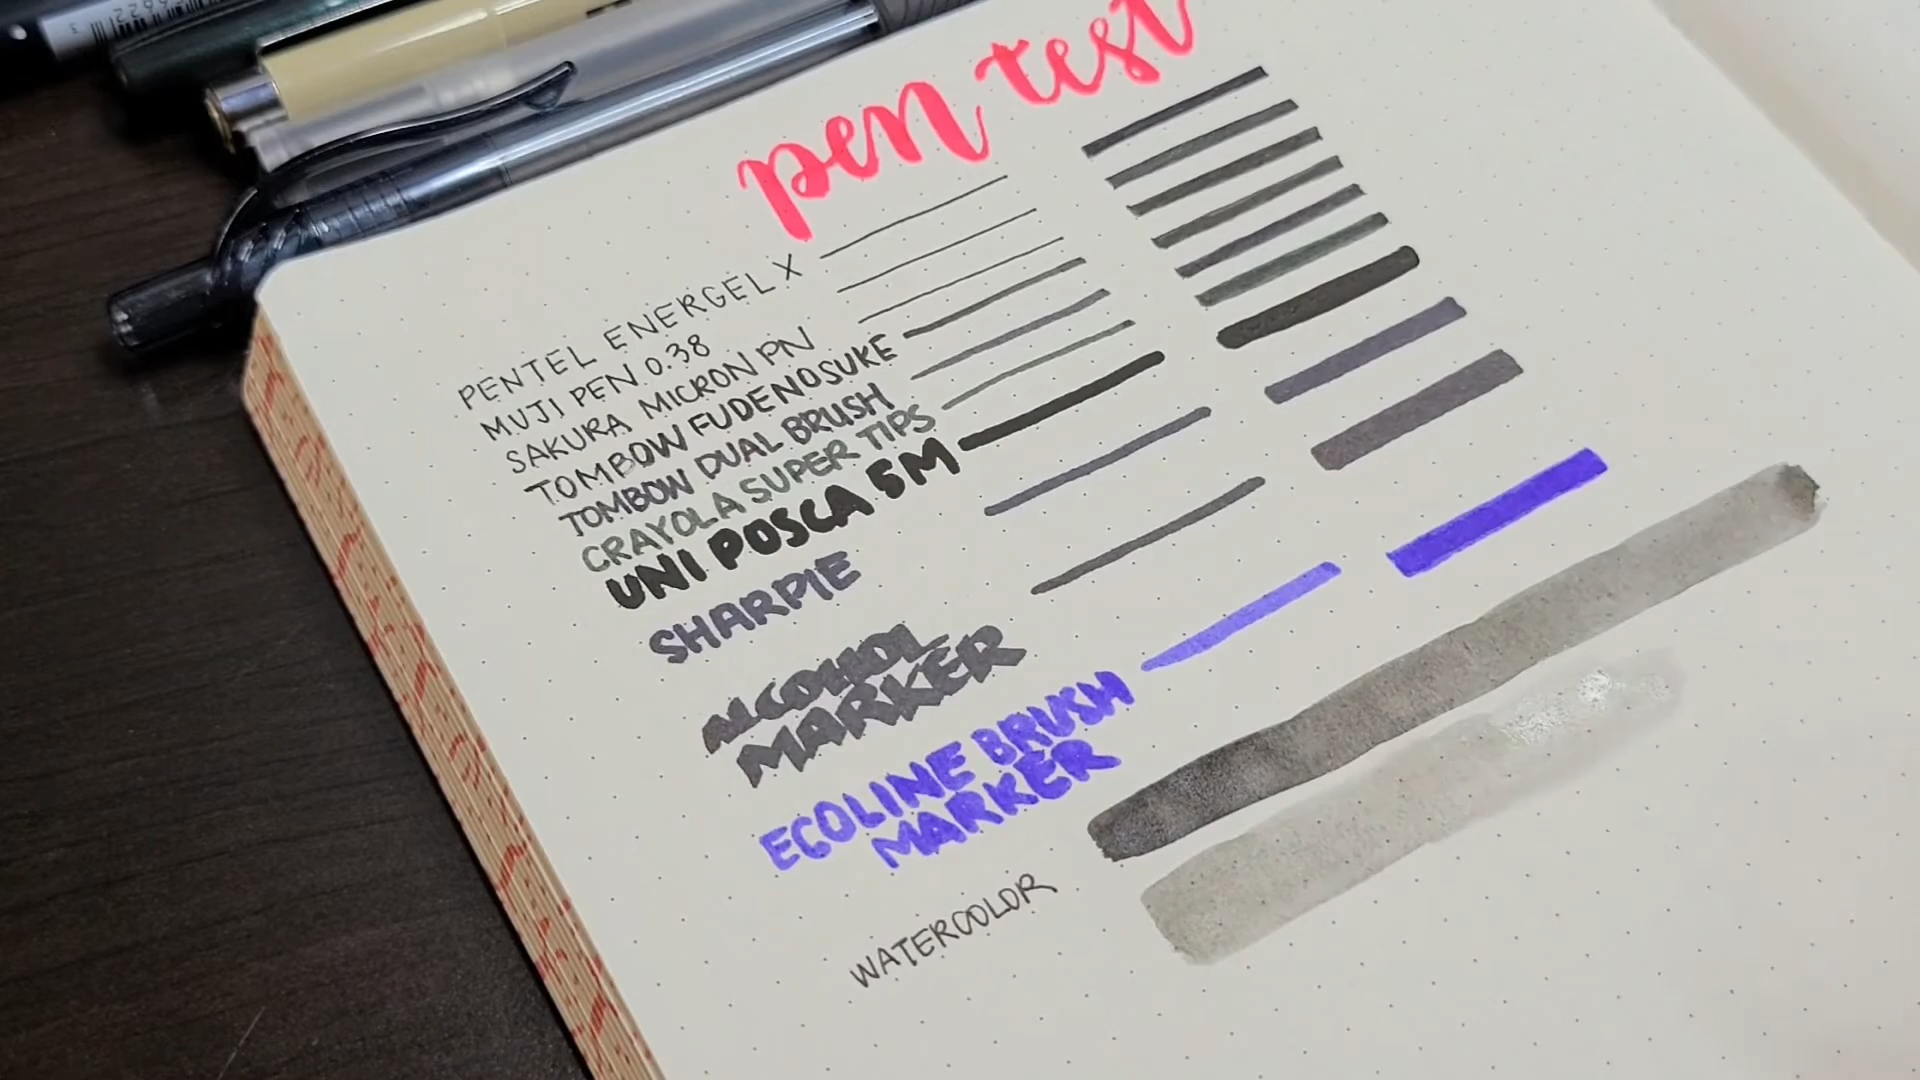 pen test
PENTEL ENERGEL X
MUJI PEN 0.38
SAKURA MICRON PN
TOMBOW FUDENOSUKE
TOMBOW DUAL BRUSH
CRAYOLA SUPER TIPS
UNI POSCA 5M
SHARPIE
ALCOHOL
MARKER
ECOLINE BRUSH
MARKER
WATERCOLOR